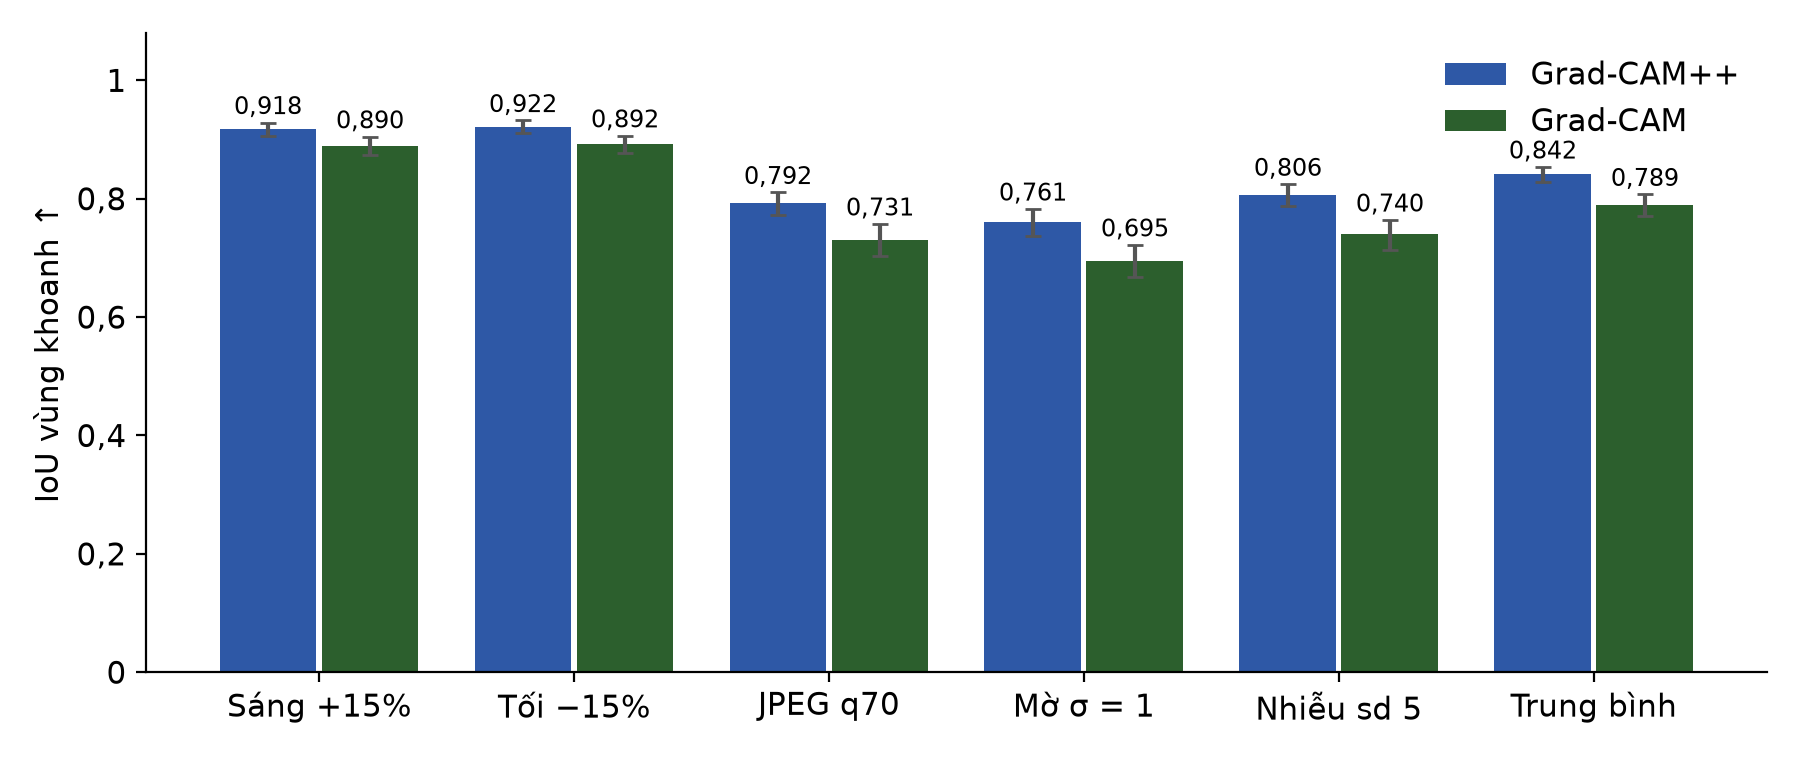 Grad-CAM++
Grad-CAM
IoU vùng khoanh ↑
1
0,8
0,6
0,4
0,2
0
0,918
0,890
0,922
0,892
0,792
0,731
0,761
0,695
0,806
0,740
0,842
0,789
Sáng +15%
Tối −15%
JPEG q70
Mờ σ = 1
Nhiễu sd 5
Trung bình